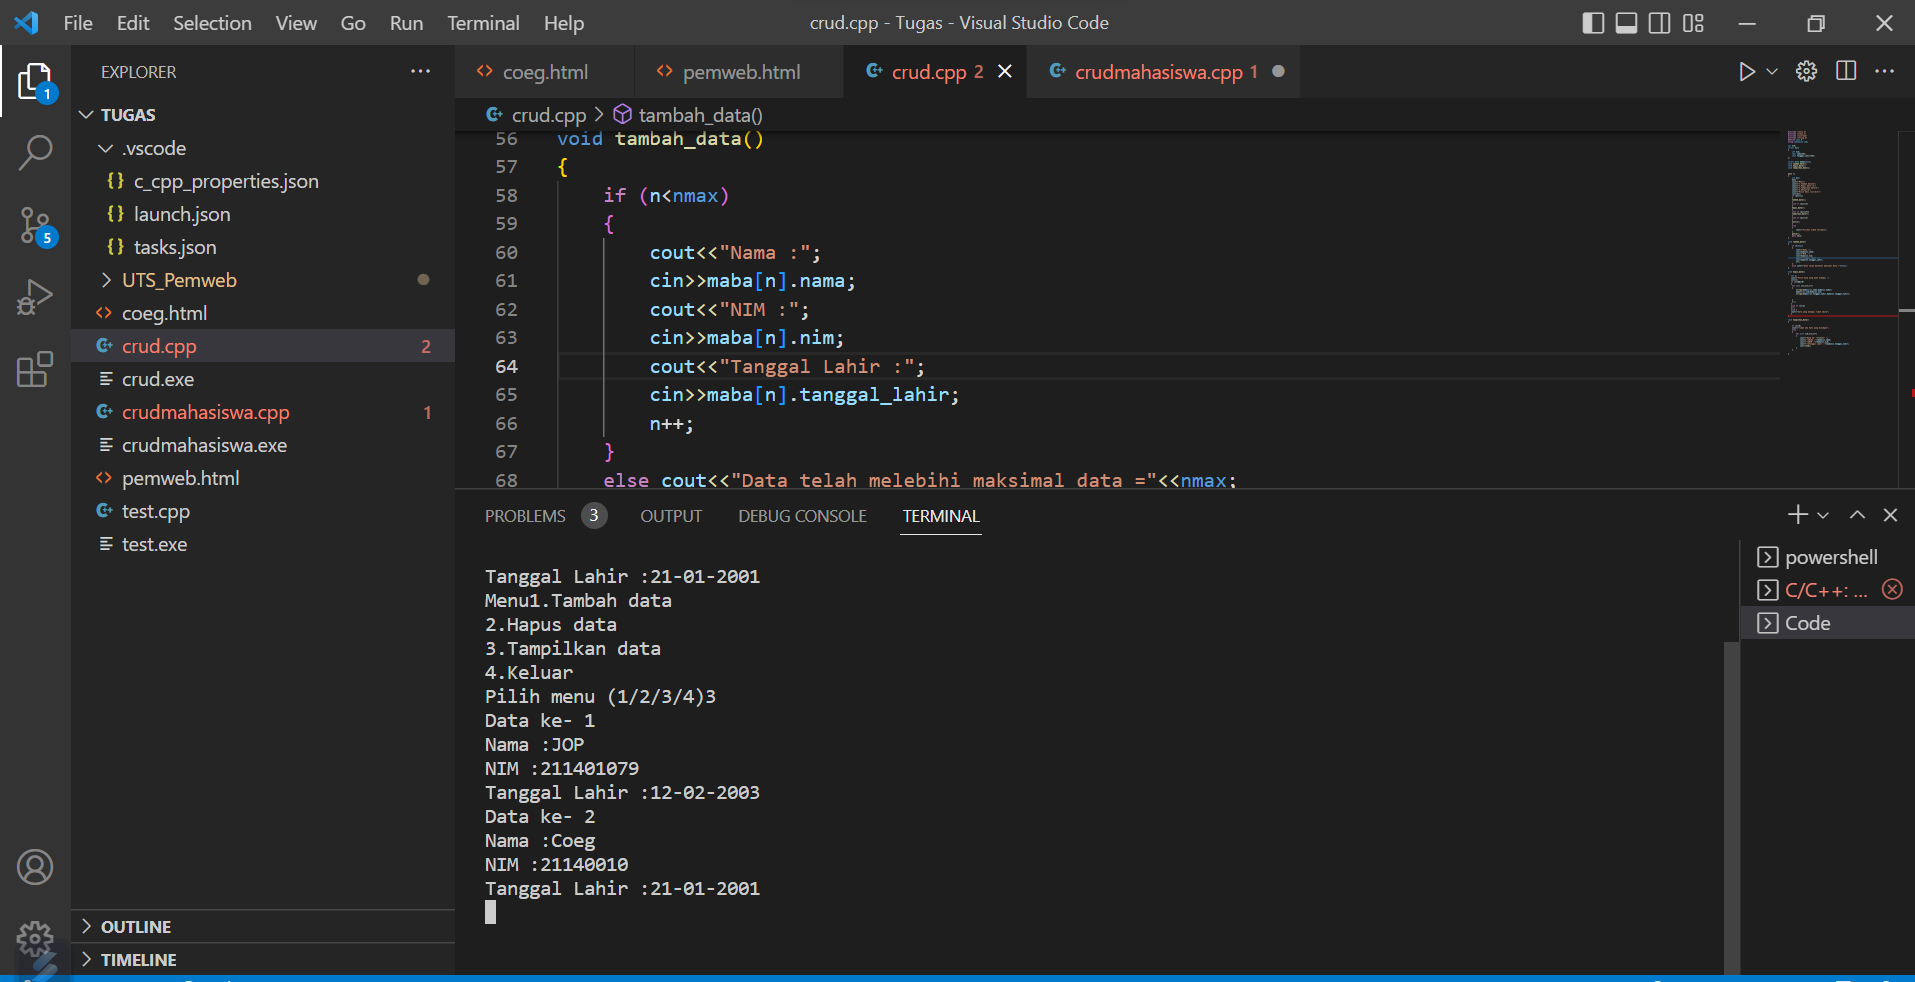 File Edit Selection View Go Run Terminal Help
crud.cpp - Tugas - Visual Studio Code
EXPLORER
TUGAS
.vscode
{} c_cpp_properties.json
{} launch.json
{} tasks.json
UTS_Pemweb
<> coeg.html
crud.cpp 2
crud.exe
crudmahasiswa.cpp 1
crudmahasiswa.exe
<> pemweb.html
test.cpp
test.exe
OUTLINE
TIMELINE
1
5
<> coeg.html <> pemweb.html crud.cpp 2 crudmahasiswa.cpp 1
crud.cpp > tambah_data()
56 void tambah_data()
57 {
58 if (n<nmax)
59 {
60 cout<<"Nama :";
61 cin>>maba[n].nama;
62 cout<<"NIM :";
63 cin>>maba[n].nim;
64 cout<<"Tanggal Lahir :";
65 cin>>maba[n].tanggal_lahir;
66 n++;
67 }
68 else cout<<"Data telah melebihi maksimal data ="<<nmax;
PROBLEMS 3 OUTPUT DEBUG CONSOLE TERMINAL
Tanggal Lahir :21-01-2001
Menu1.Tambah data
2.Hapus data
3.Tampilkan data
4.Keluar
Pilih menu (1/2/3/4)3
Data ke- 1
Nama :JOP
NIM :211401079
Tanggal Lahir :12-02-2003
Data ke- 2
Nama :Coeg
NIM :21140010
Tanggal Lahir :21-01-2001
powershell
C/C++: ...
Code